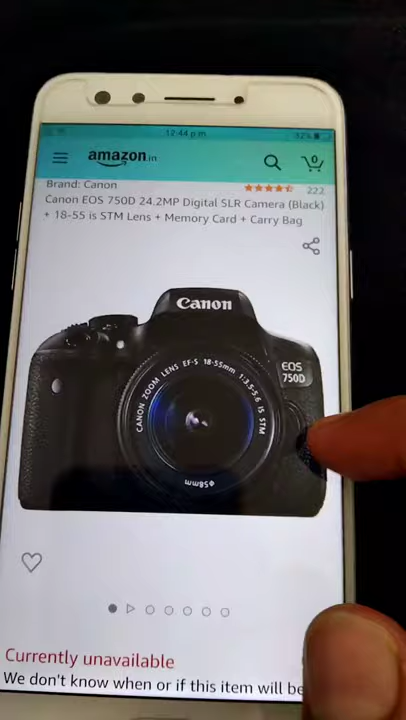 12:44 p m 32%
amazon.in
0
Brand: Canon
222
Canon EOS 750D 24.2MP Digital SLR Camera (Black)
+ 18-55 is STM Lens + Memory Card + Carry Bag
Canon
EOS
750D
CANON ZOOM LENS EF-S 18-55mm 1:3.5-5.6 IS STM
ø58mm
Currently unavailable
We don't know when or if this item will be